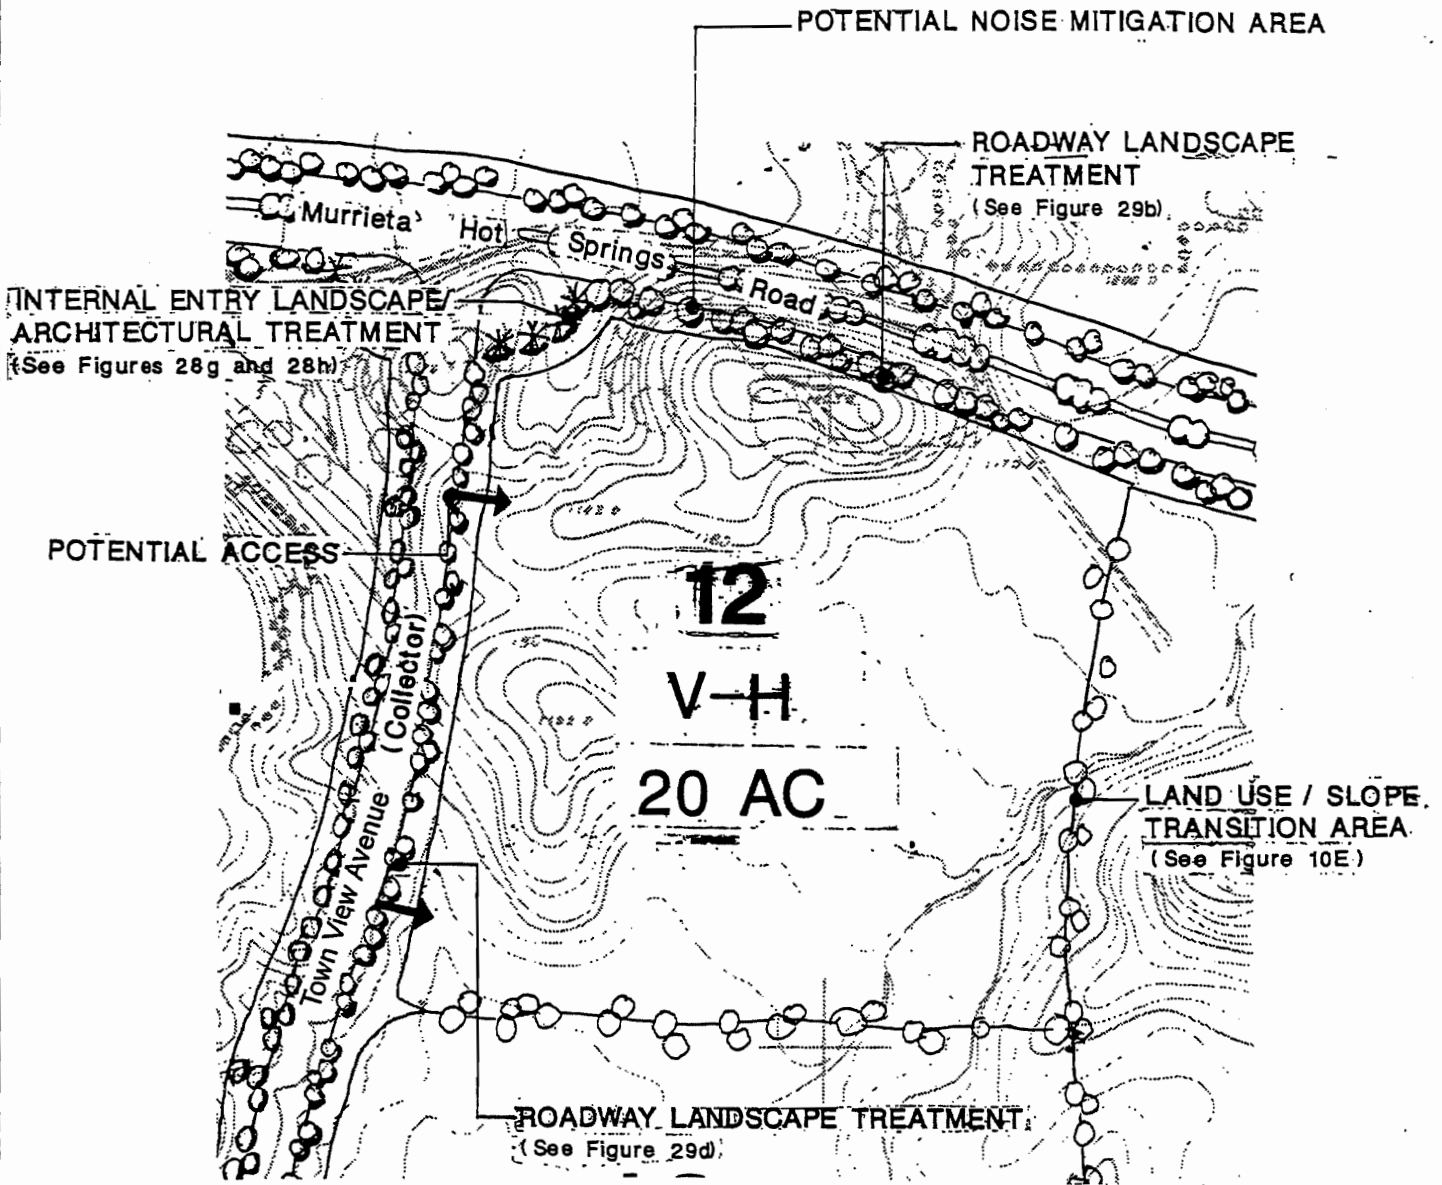 POTENTIAL NOISE MITIGATION AREA
ROADWAY LANDSCAPE
TREATMENT
(See Figure 29b)
Murrieta Hot Springs Road
INTERNAL ENTRY LANDSCAPE/
ARCHITECTURAL TREATMENT
(See Figures 28g and 28h)
POTENTIAL ACCESS
12
V-H
20 AC
(Collector)
Town View Avenue
LAND USE / SLOPE
TRANSITION AREA
(See Figure 10E)
ROADWAY LANDSCAPE TREATMENT
(See Figure 29d)